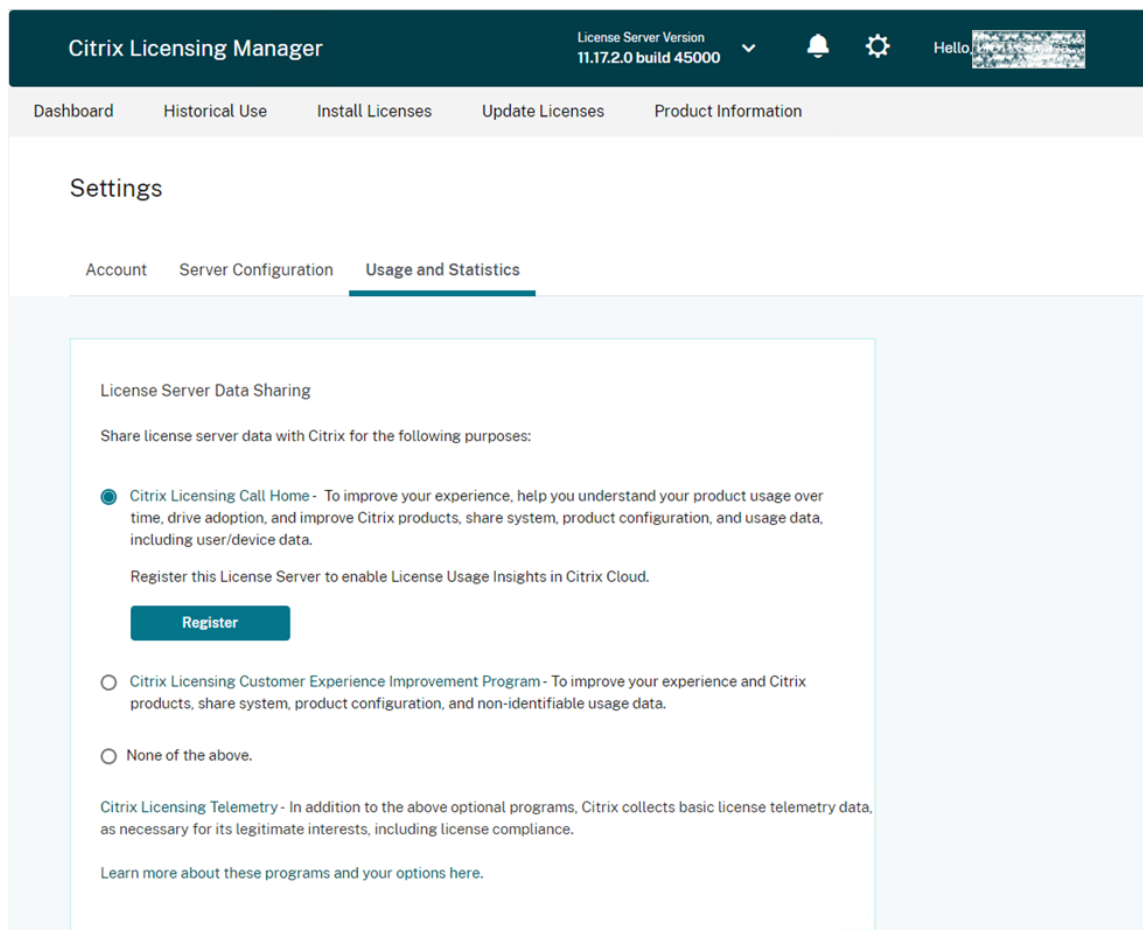 Citrix Licensing Manager
License Server Version
11.17.2.0 build 45000
Hello,
Dashboard Historical Use Install Licenses Update Licenses Product Information
Settings
Account Server Configuration Usage and Statistics
License Server Data Sharing
Share license server data with Citrix for the following purposes:
Citrix Licensing Call Home - To improve your experience, help you understand your product usage over
time, drive adoption, and improve Citrix products, share system, product configuration, and usage data,
including user/device data.
Register this License Server to enable License Usage Insights in Citrix Cloud.
Register
Citrix Licensing Customer Experience Improvement Program - To improve your experience and Citrix
products, share system, product configuration, and non-identifiable usage data.
None of the above.
Citrix Licensing Telemetry - In addition to the above optional programs, Citrix collects basic license telemetry data,
as necessary for its legitimate interests, including license compliance.
Learn more about these programs and your options here.